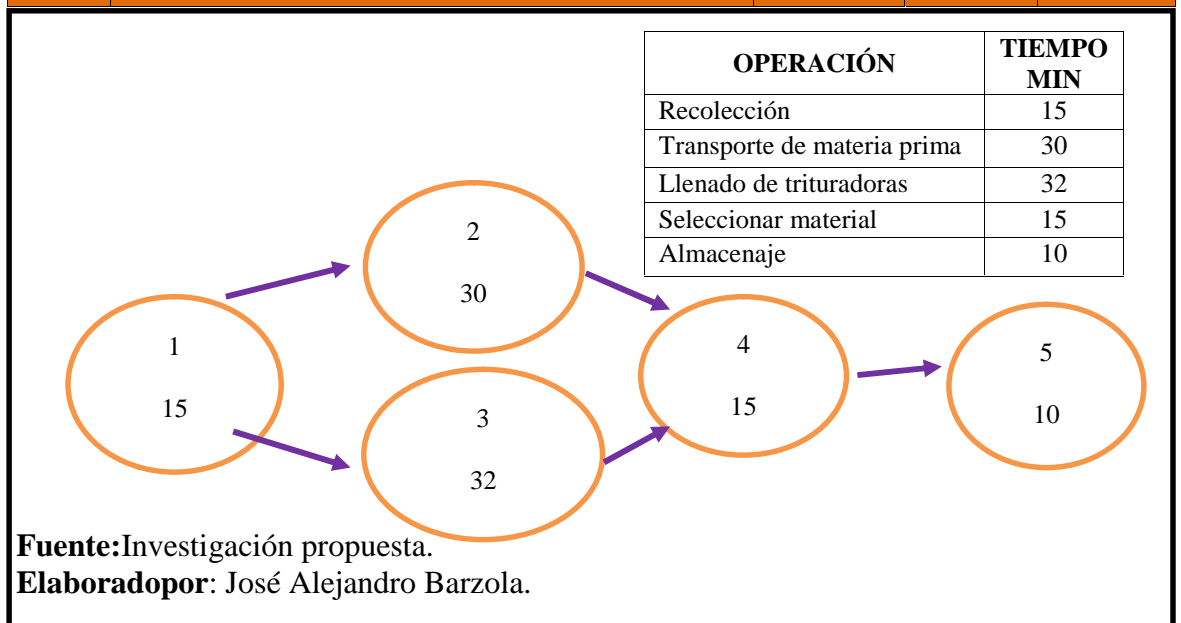 OPERACIÓN TIEMPO
MIN
Recolección 15
Transporte de materia prima 30
Llenado de trituradoras 32
Seleccionar material 15
Almacenaje 10
1
15
2
30
3
32
4
15
5
10
Fuente:Investigación propuesta.
Elaboradopor: José Alejandro Barzola.